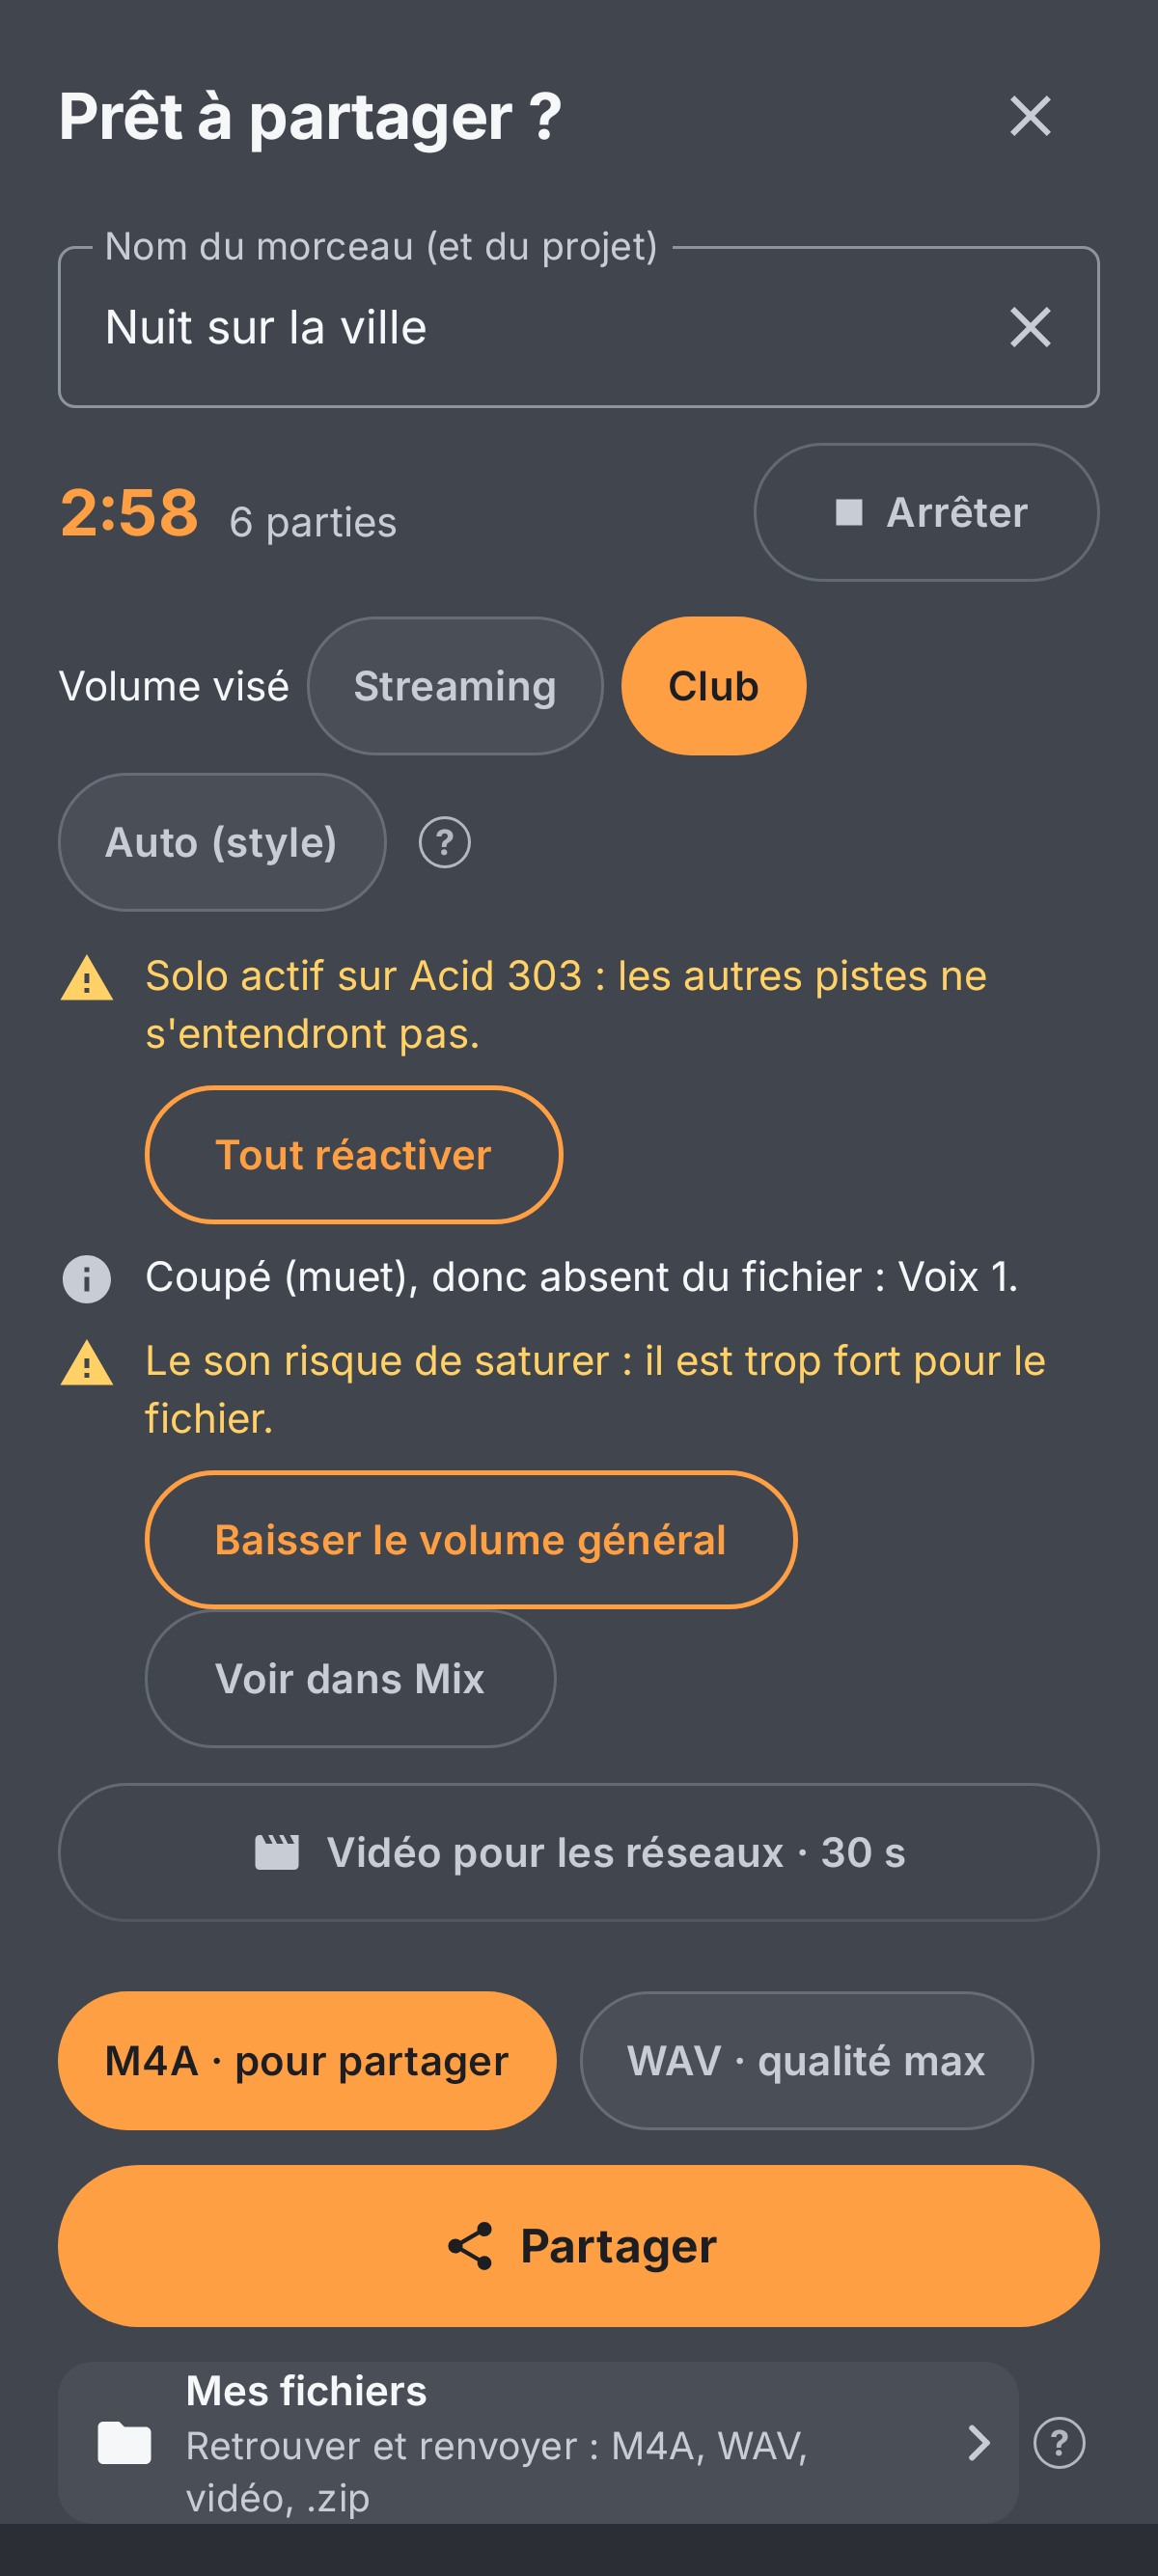 Prêt à partager ?
Nom du morceau (et du projet)
Nuit sur la ville
2:58 6 parties
Arrêter
Volume visé
Streaming
Club
Auto (style)
?
Solo actif sur Acid 303 : les autres pistes ne
s'entendront pas.
Tout réactiver
Coupé (muet), donc absent du fichier : Voix 1.
Le son risque de saturer : il est trop fort pour le
fichier.
Baisser le volume général
Voir dans Mix
Vidéo pour les réseaux · 30 s
M4A · pour partager
WAV · qualité max
Partager
Mes fichiers
Retrouver et renvoyer : M4A, WAV,
vidéo, .zip
?